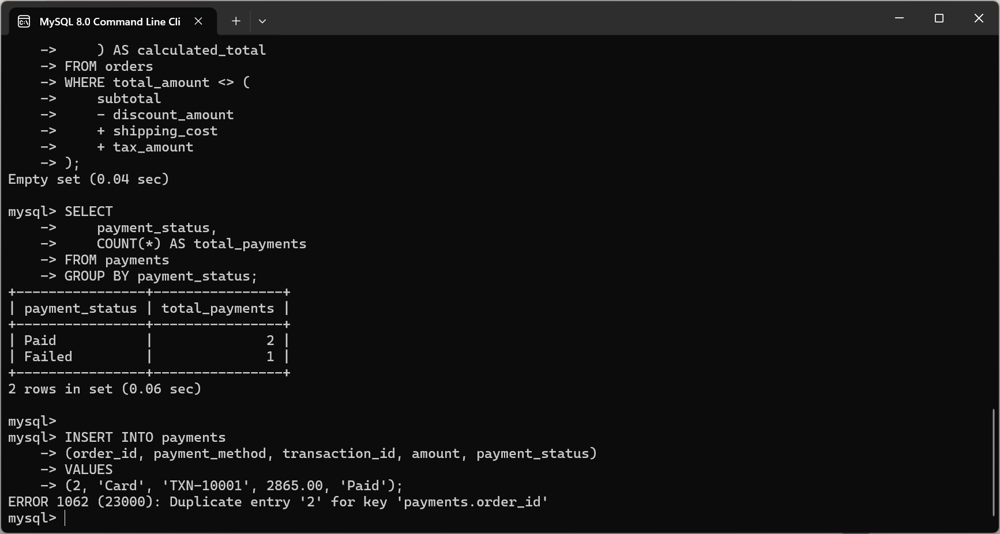 MySQL 8.0 Command Line Cli
    ->     ) AS calculated_total
    -> FROM orders
    -> WHERE total_amount <> (
    ->     subtotal
    ->     - discount_amount
    ->     + shipping_cost
    ->     + tax_amount
    -> );
Empty set (0.04 sec)
mysql> SELECT
    ->     payment_status,
    ->     COUNT(*) AS total_payments
    -> FROM payments
    -> GROUP BY payment_status;
+----------------+----------------+
| payment_status | total_payments |
+----------------+----------------+
| Paid           |              2 |
| Failed         |              1 |
+----------------+----------------+
2 rows in set (0.06 sec)
mysql>
mysql> INSERT INTO payments
    -> (order_id, payment_method, transaction_id, amount, payment_status)
    -> VALUES
    -> (2, 'Card', 'TXN-10001', 2865.00, 'Paid');
ERROR 1062 (23000): Duplicate entry '2' for key 'payments.order_id'
mysql>